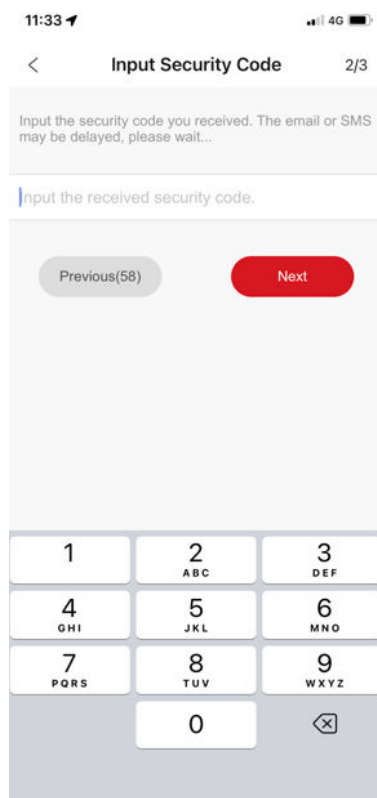 11:33
4G
Input Security Code
2/3
Input the security code you received. The email or SMS
may be delayed, please wait...
Input the received security code.
Previous(58)
Next
1
2
ABC
3
DEF
4
GHI
5
JKL
6
MNO
7
PQRS
8
TUV
9
WXYZ
0